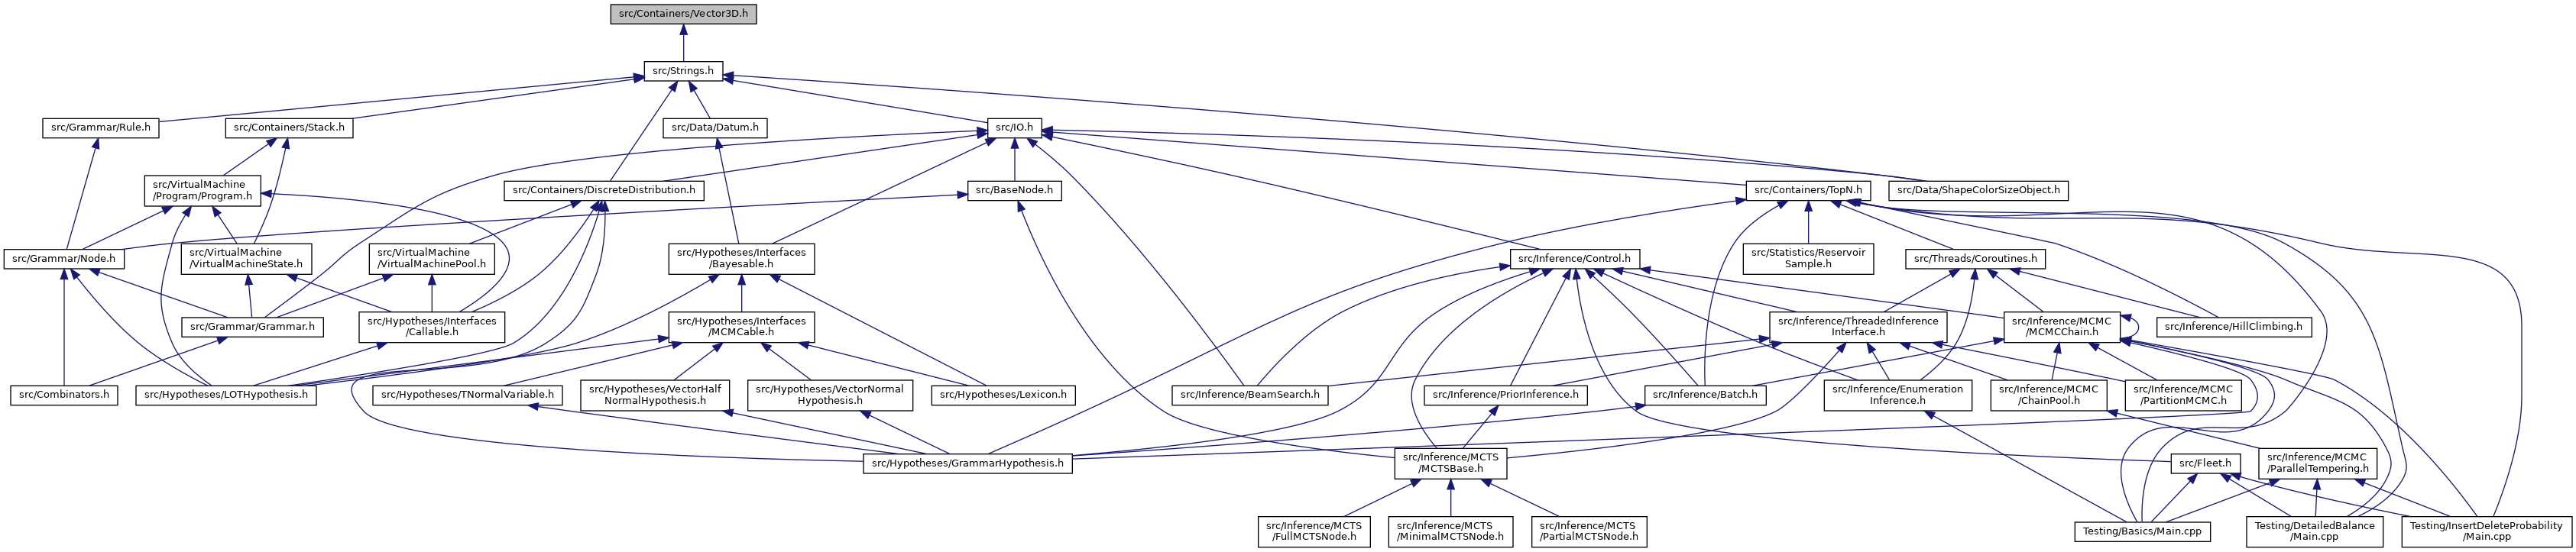 src/Containers/Vector3D.h
src/Strings.h
src/Grammar/Rule.h
src/Containers/Stack.h
src/Data/Datum.h
src/IO.h
src/VirtualMachine
/Program/Program.h
src/Containers/DiscreteDistribution.h
src/BaseNode.h
src/Containers/TopN.h
src/Data/ShapeColorSizeObject.h
src/Grammar/Node.h
src/VirtualMachine
/VirtualMachineState.h
src/VirtualMachine
/VirtualMachinePool.h
src/Hypotheses/Interfaces
/Bayesable.h
src/Inference/Control.h
src/Statistics/Reservoir
Sample.h
src/Threads/Coroutines.h
src/Grammar/Grammar.h
src/Hypotheses/Interfaces
/Callable.h
src/Hypotheses/Interfaces
/MCMCable.h
src/Inference/ThreadedInference
Interface.h
src/Inference/MCMC
/MCMCChain.h
src/Inference/HillClimbing.h
src/Combinators.h
src/Hypotheses/LOTHypothesis.h
src/Hypotheses/TNormalVariable.h
src/Hypotheses/VectorHalf
NormalHypothesis.h
src/Hypotheses/VectorNormal
Hypothesis.h
src/Hypotheses/Lexicon.h
src/Inference/BeamSearch.h
src/Inference/PriorInference.h
src/Inference/Batch.h
src/Inference/Enumeration
Inference.h
src/Inference/MCMC
/ChainPool.h
src/Inference/MCMC
/PartitionMCMC.h
src/Hypotheses/GrammarHypothesis.h
src/Inference/MCTS
/MCTSBase.h
src/Fleet.h
src/Inference/MCMC
/ParallelTempering.h
src/Inference/MCTS
/FullMCTSNode.h
src/Inference/MCTS
/MinimalMCTSNode.h
src/Inference/MCTS
/PartialMCTSNode.h
Testing/Basics/Main.cpp
Testing/DetailedBalance
/Main.cpp
Testing/InsertDeleteProbability
/Main.cpp